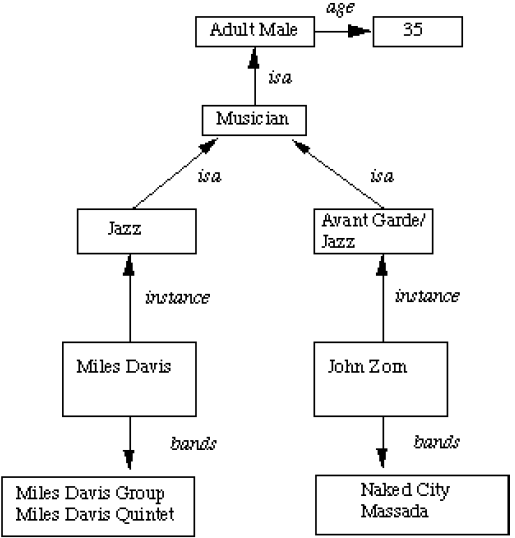 age
Adult Male
35
isa
Musician
isa
isa
Jazz
Avant Garde/
Jazz
instance
instance
Miles Davis
John Zorn
bands
bands
Miles Davis Group
Miles Davis Quintet
Naked City
Massada